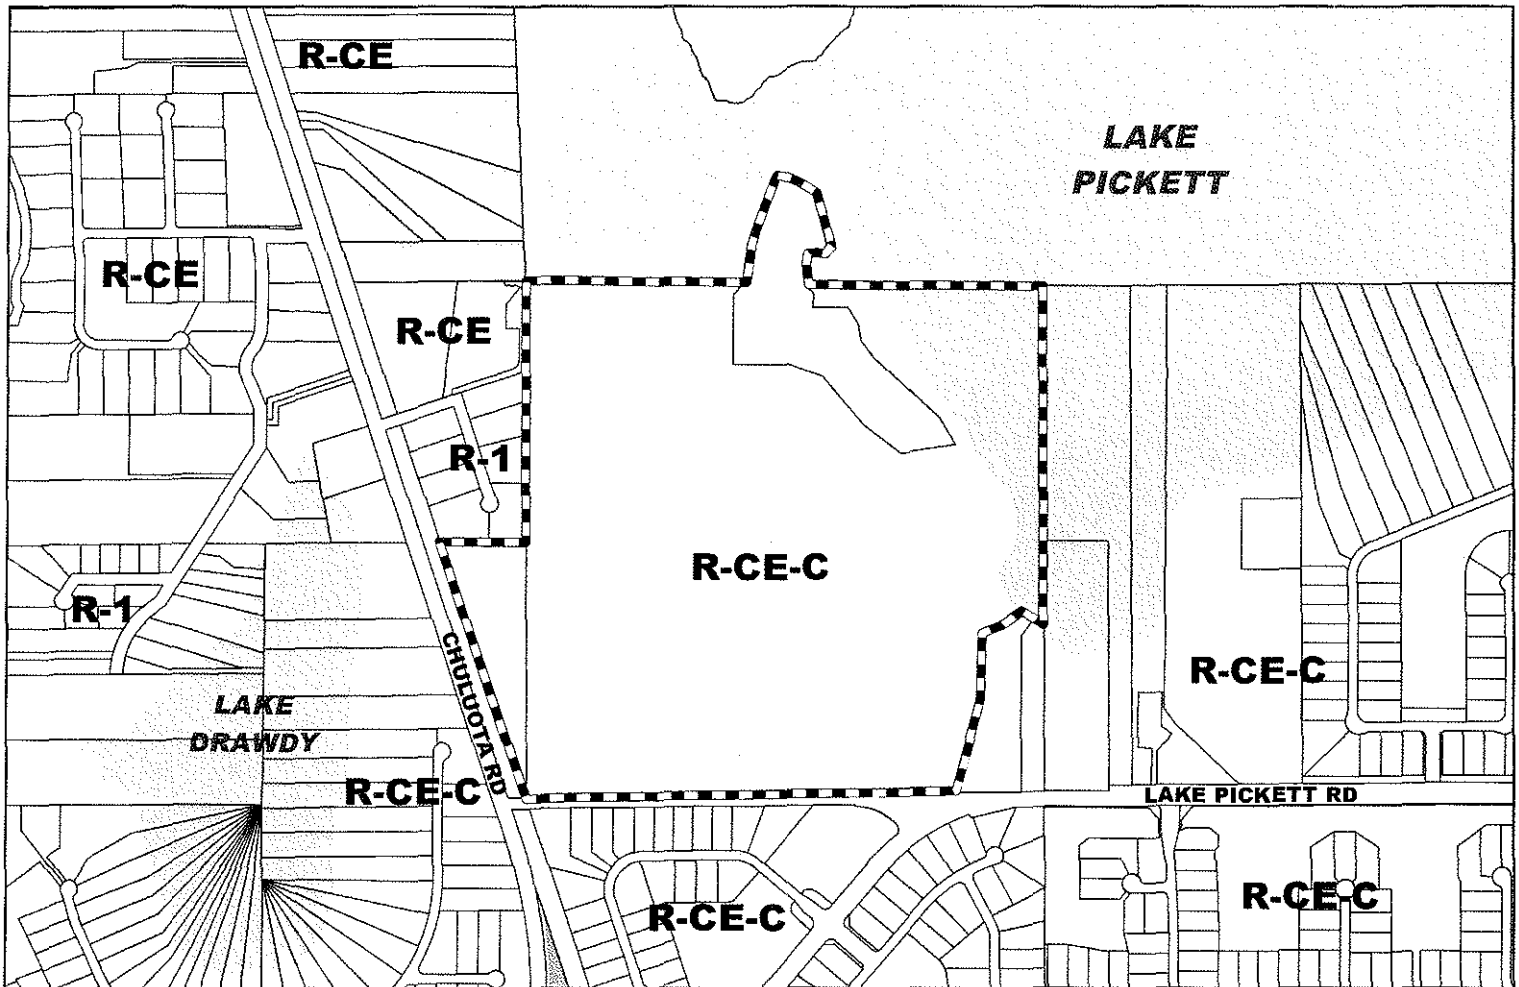 R-CE
LAKE
PICKETT
R-CE
R-CE
R-1
R-CE-C
R-1
CHULUOTA RD
R-CE-C
LAKE
DRAWDY
R-CE-C
LAKE PICKETT RD
R-CE-C
R-CE-C